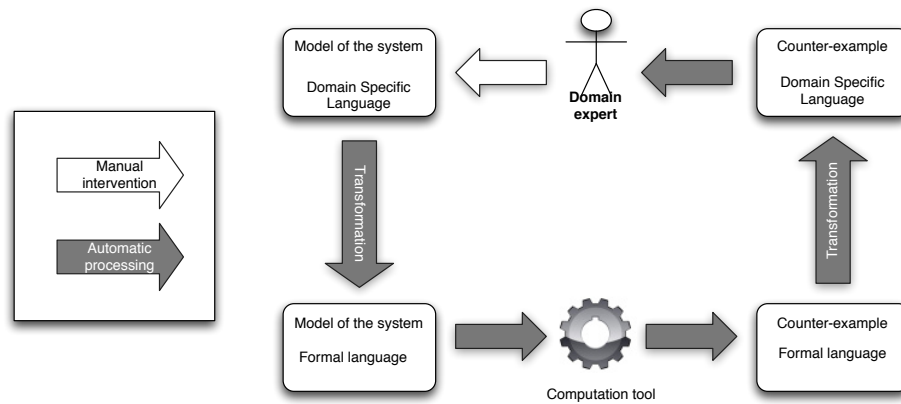 Model of the system
Domain Specific
Language
Domain
expert
Counter-example
Domain Specific
Language
Manual
intervention
Automatic
processing
Transformation
Transformation
Model of the system
Formal language
Computation tool
Counter-example
Formal language